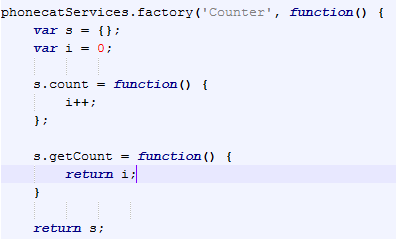 phonecatServices.factory('Counter', function() {
    var s = {};
    var i = 0;

    s.count = function() {
        i++;
    };

    s.getCount = function() {
        return i;
    }

    return s;